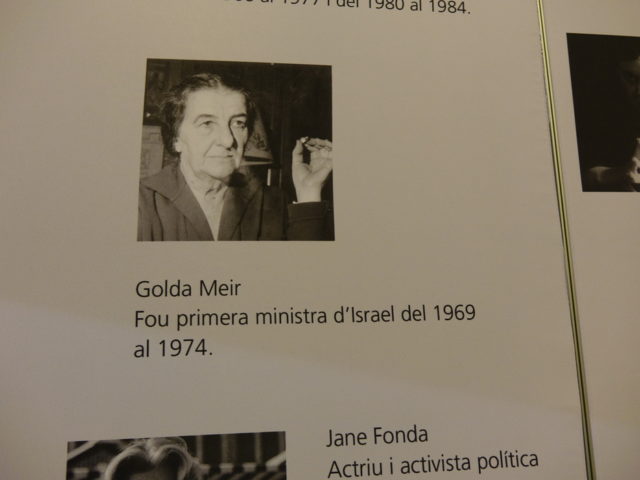 al 1977 i del 1980 al 1984.
Golda Meir
Fou primera ministra d'Israel del 1969
al 1974.
Jane Fonda
Actriu i activista política